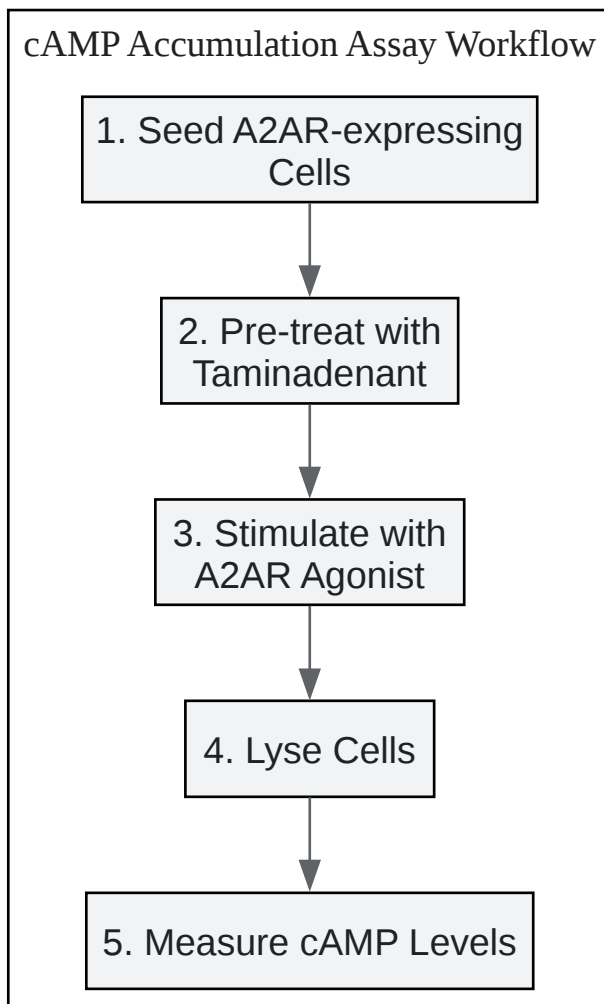 cAMP Accumulation Assay Workflow
1. Seed A2AR-expressing
Cells
2. Pre-treat with
Taminadenant
3. Stimulate with
A2AR Agonist
4. Lyse Cells
5. Measure cAMP Levels